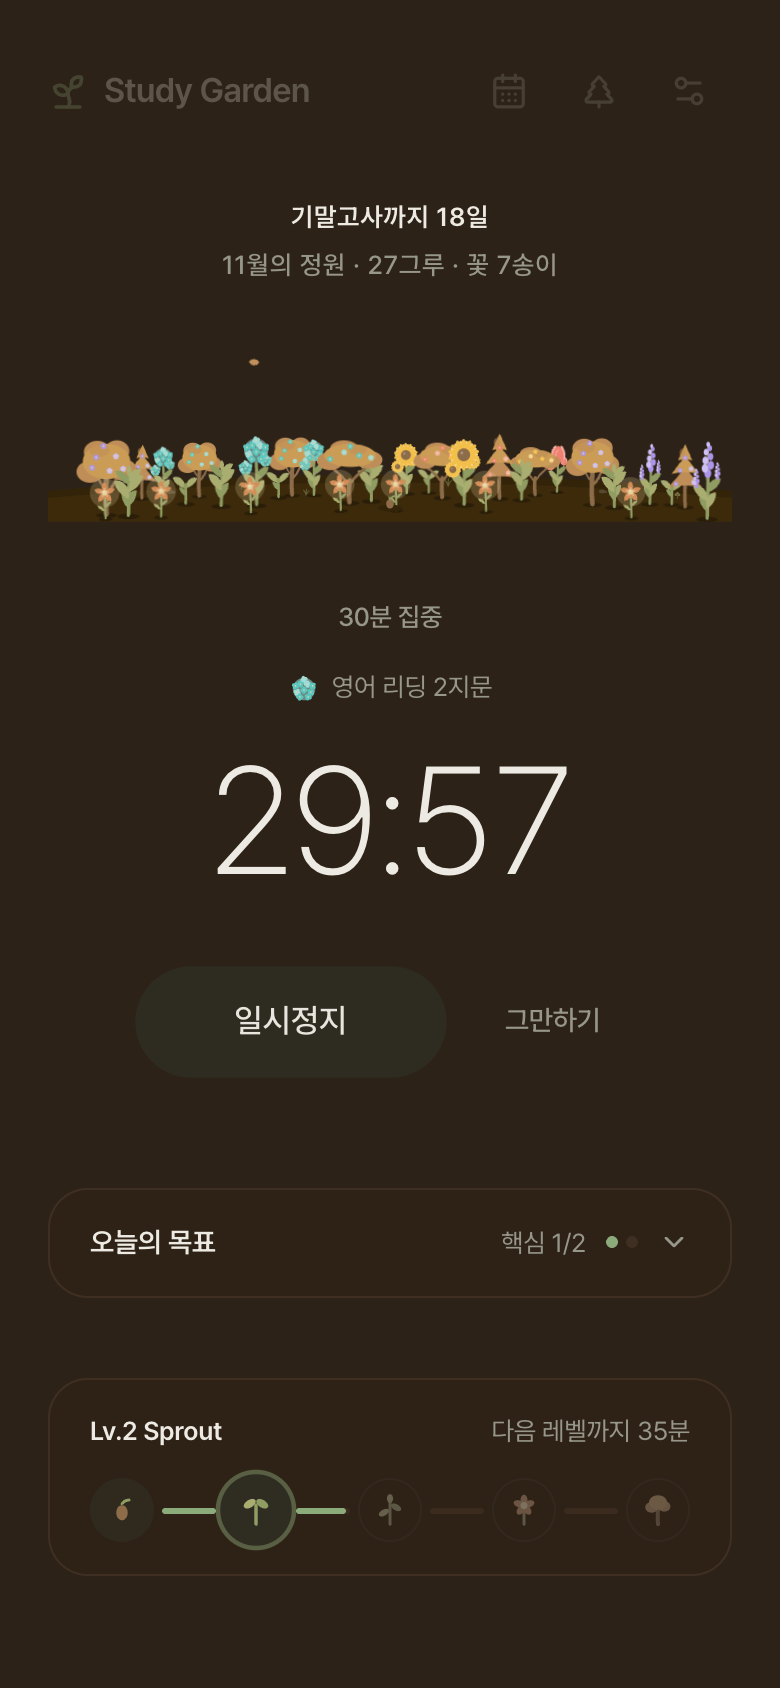 Study Garden
기말고사까지 18일
11월의 정원 · 27그루 · 꽃 7송이
30분 집중
영어 리딩 2지문
29:57
일시정지 그만하기
오늘의 목표 핵심 1/2
Lv.2 Sprout 다음 레벨까지 35분